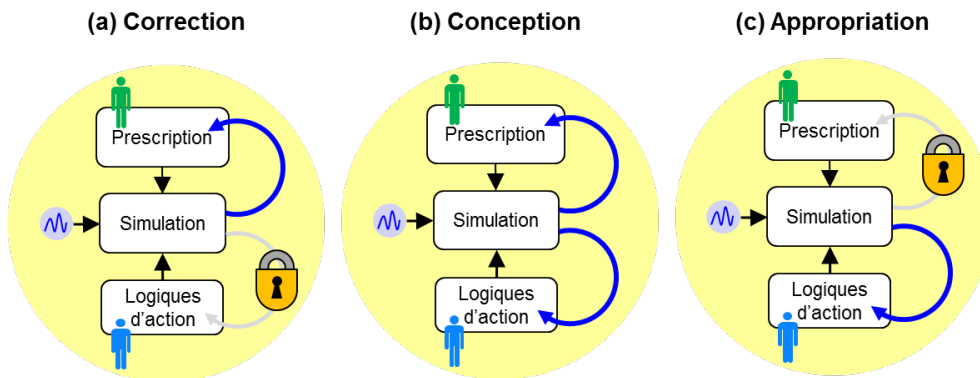 (a) Correction
Prescription
Simulation
Logiques
d’action
(b) Conception
Prescription
Simulation
Logiques
d’action
(c) Appropriation
Prescription
Simulation
Logiques
d’action